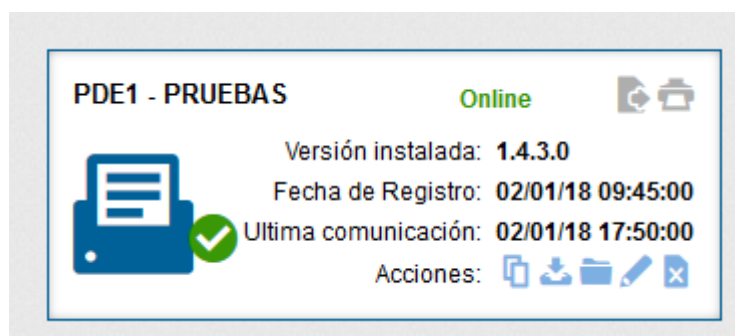 PDE1 - PRUEBAS Online
Versión instalada: 1.4.3.0
Fecha de Registro: 02/01/18 09:45:00
Ultima comunicación: 02/01/18 17:50:00
Acciones: